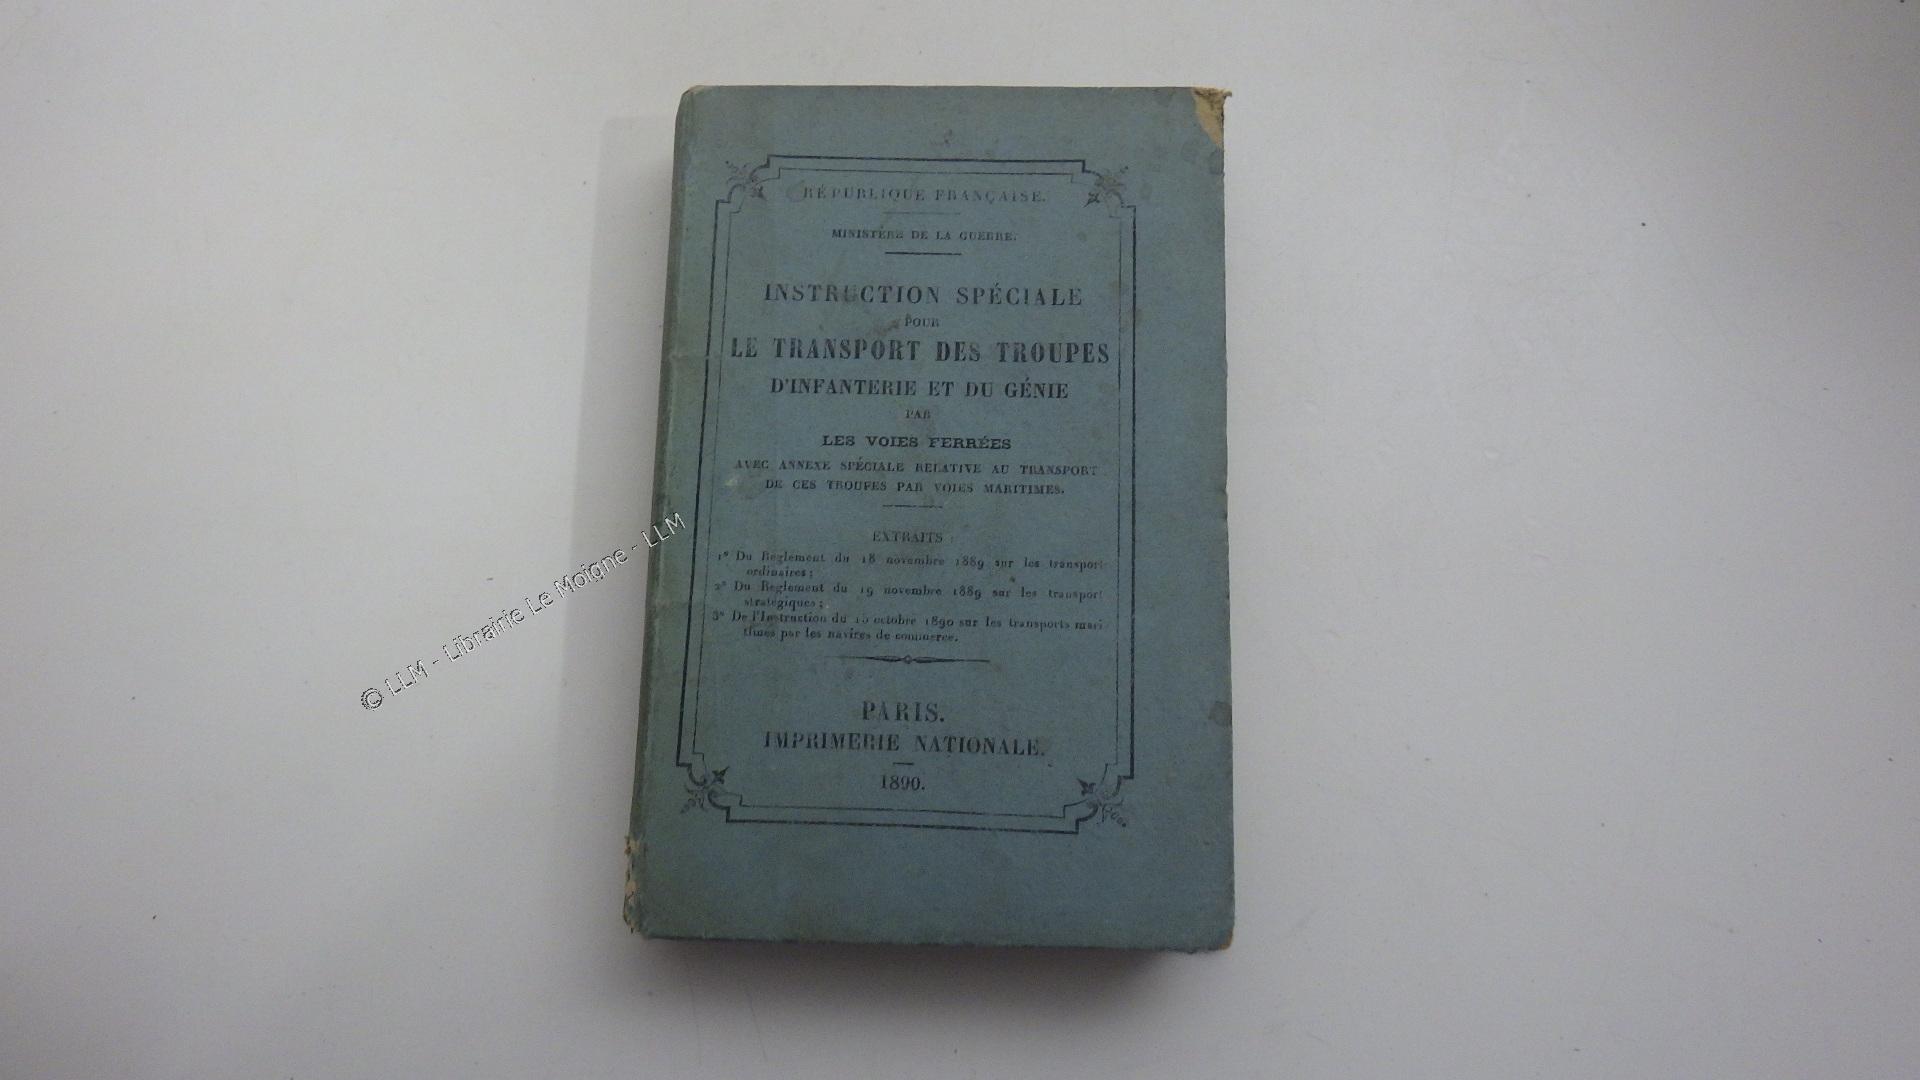 RÉPUBLIQUE FRANÇAISE.
MINISTÈRE DE LA GUERRE.
INSTRUCTION SPÉCIALE
POUR
LE TRANSPORT DES TROUPES
D'INFANTERIE ET DU GÉNIE
PAR
LES VOIES FERRÉES
AVEC ANNEXE SPÉCIALE RELATIVE AU TRANSPORT
DE CES TROUPES PAR VOIES MARITIMES.
EXTRAITS :
1° Du Règlement du 18 novembre 1889 sur les transports
ordinaires ;
2° Du Règlement du 19 novembre 1889 sur les transport
stratégiques ;
3° De l'Instruction du 15 octobre 1890 sur les transports mari
times par les navires de commerce.
PARIS.
IMPRIMERIE NATIONALE.
1890.
© LLM - Librairie Le Moigne - LLM